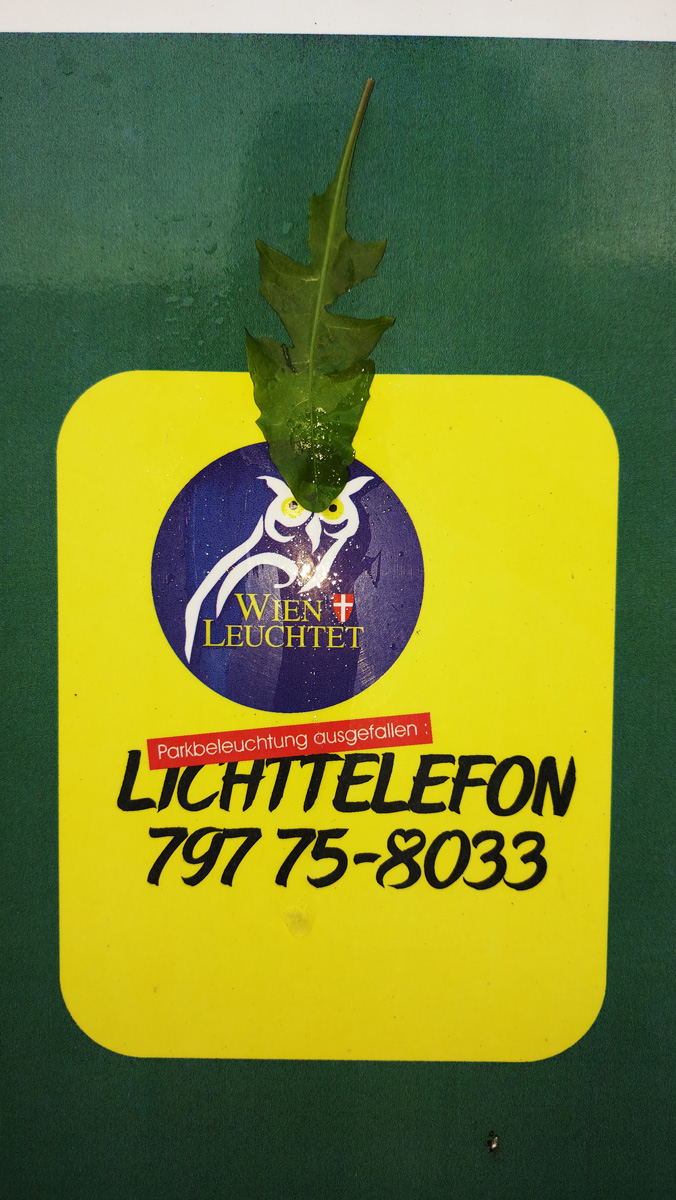 WIEN
LEUCHTET
Parkbeleuchtung ausgefallen :
LICHTTELEFON
797 75-8033